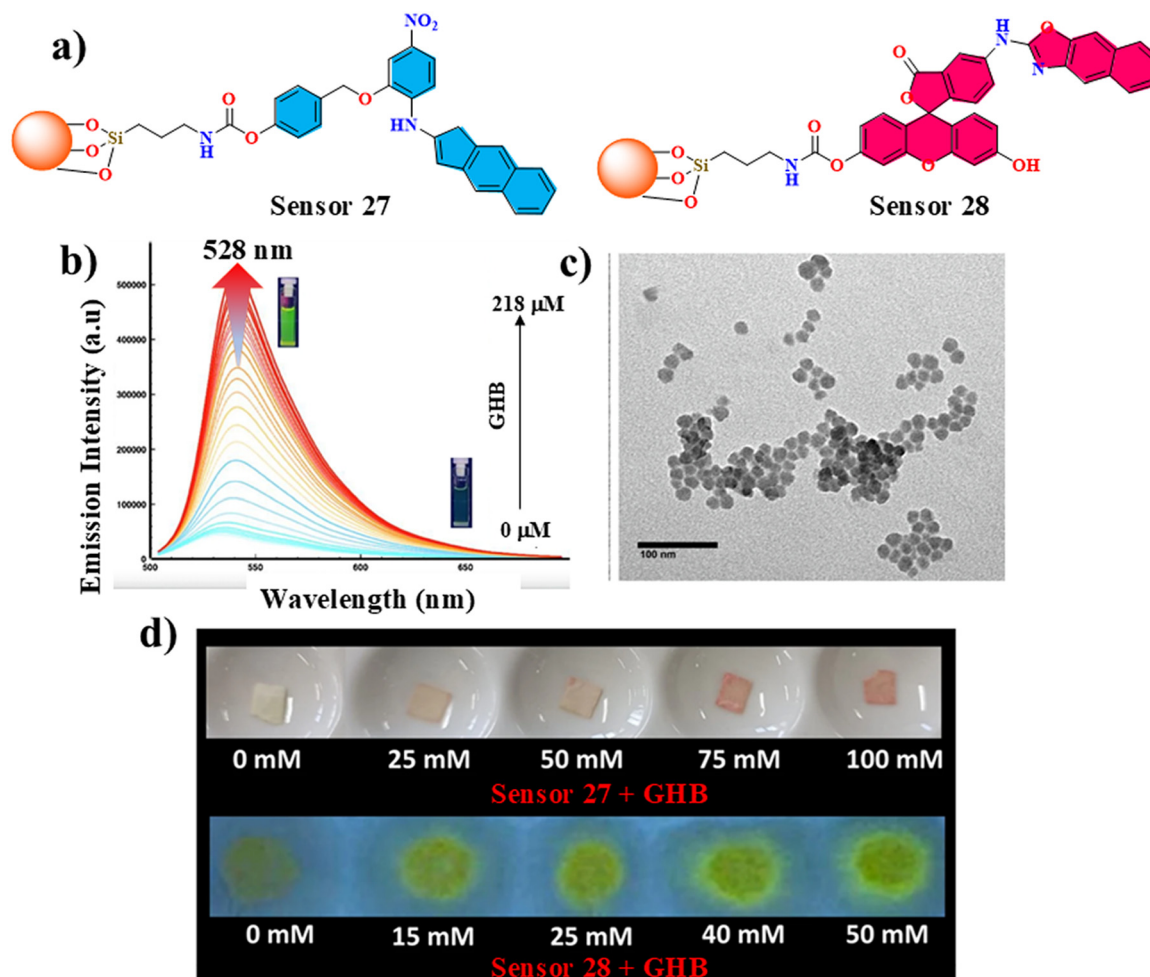 a)
NO₂
O
O
O
Si
N
H
O
O
O
HN
Sensor 27
O
O
H
N
O
N
O
O
O
Si
N
H
O
O
O
OH
Sensor 28
b)
528 nm
Emission Intensity (a.u)
500000
400000
300000
200000
100000
0
500
550
600
650
Wavelength (nm)
218 µM
GHB
0 µM
c)
100 nm
d)
0 mM
25 mM
50 mM
75 mM
100 mM
Sensor 27 + GHB
0 mM
15 mM
25 mM
40 mM
50 mM
Sensor 28 + GHB